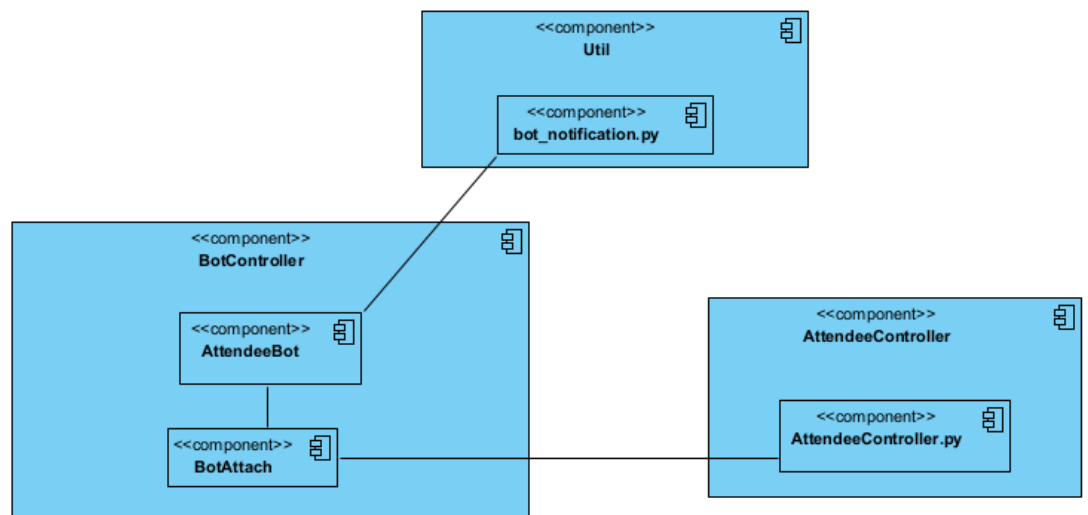 <<component>>
Util
<<component>>
bot_notification.py
<<component>>
BotController
<<component>>
AttendeeBot
<<component>>
BotAttach
<<component>>
AttendeeController
<<component>>
AttendeeController.py